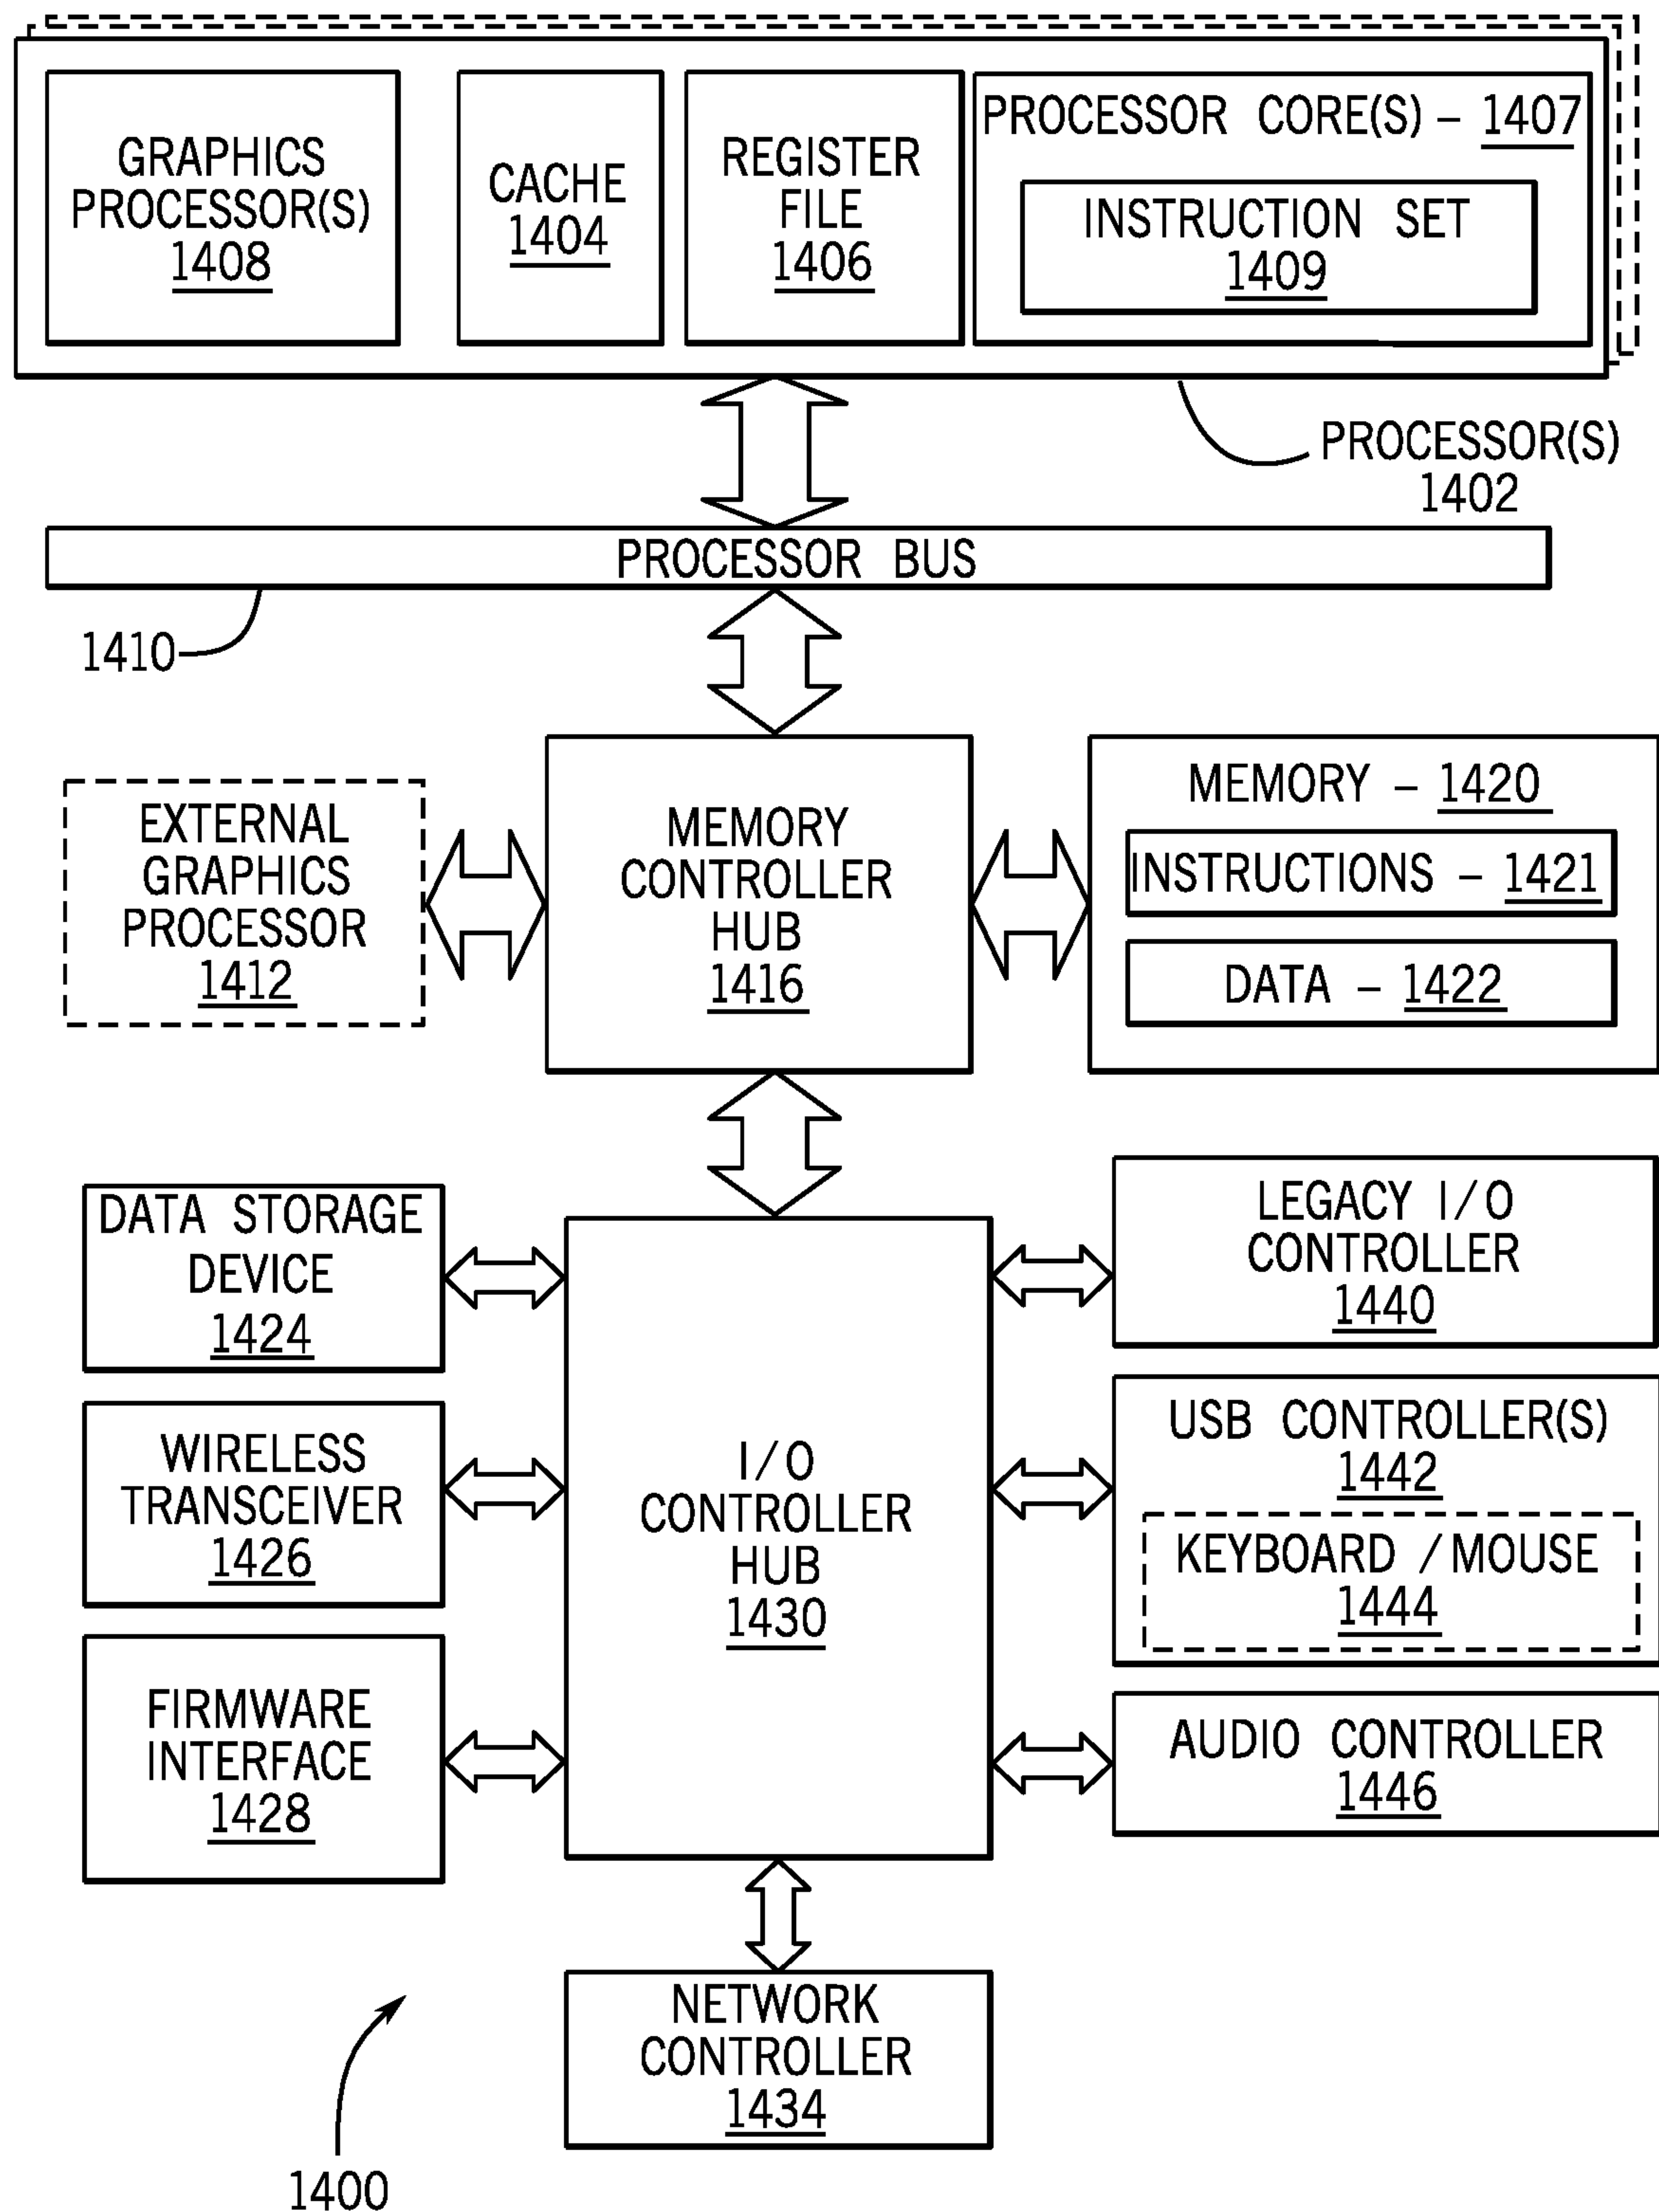 GRAPHICS
PROCESSOR(S)
1408
CACHE
1404
REGISTER
FILE
1406
PROCESSOR CORE(S) – 1407
INSTRUCTION SET
1409
PROCESSOR(S)
1402
PROCESSOR BUS
1410
EXTERNAL
GRAPHICS
PROCESSOR
1412
MEMORY
CONTROLLER
HUB
1416
MEMORY – 1420
INSTRUCTIONS – 1421
DATA – 1422
DATA STORAGE
DEVICE
1424
WIRELESS
TRANSCEIVER
1426
FIRMWARE
INTERFACE
1428
I/O
CONTROLLER
HUB
1430
LEGACY I/O
CONTROLLER
1440
USB CONTROLLER(S)
1442
KEYBOARD /MOUSE
1444
AUDIO CONTROLLER
1446
NETWORK
CONTROLLER
1434
1400